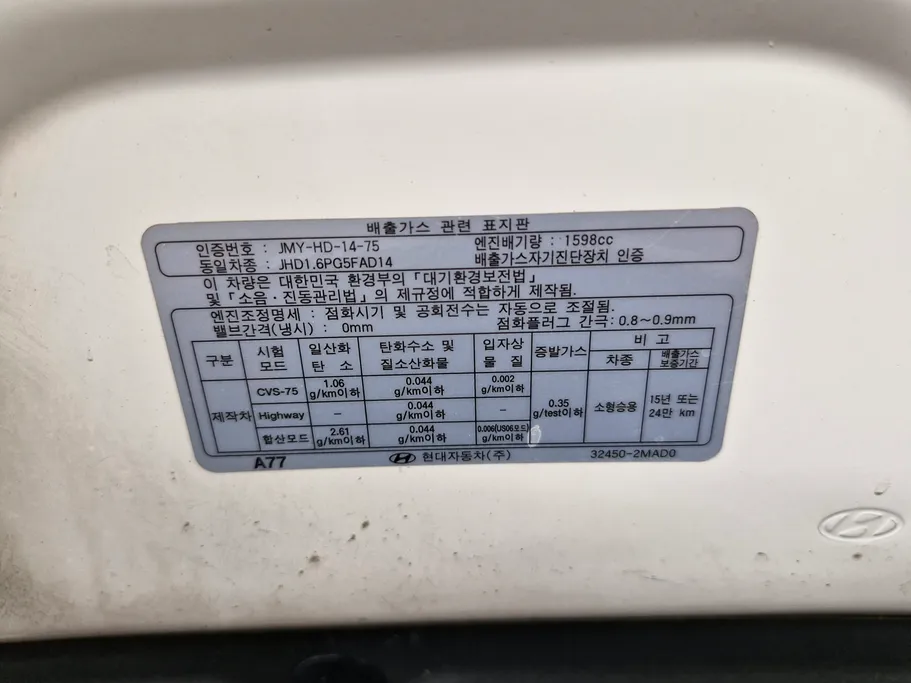 배출가스 관련 표지판
인증번호 : JMY-HD-14-75 엔진배기량 : 1598cc
동일차종 : JHD1.6PG5FAD14 배출가스자기진단장치 인증
이 차량은 대한민국 환경부의 「대기환경보전법」
및 「소음·진동관리법」의 제규정에 적합하게 제작됨.
엔진조정명세 : 점화시기 및 공회전수는 자동으로 조절됨.
밸브간격(냉시) : 0mm 점화플러그 간극:0.8~0.9mm
구분 시험 모드 일산화 탄소 탄화수소 및 질소산화물 입자상 물질 증발가스 비고
차종 배출가스 보증기간
제작차 CVS-75 1.06 g/km이하 0.044 g/km이하 0.002 g/km이하 0.35 g/test이하 소형승용 15년 또는 24만 km
Highway – 0.044 g/km이하 –
합산모드 2.61 g/km이하 0.044 g/km이하 0.006(US06모드) g/km이하
A77 현대자동차(주) 32450-2MAD0